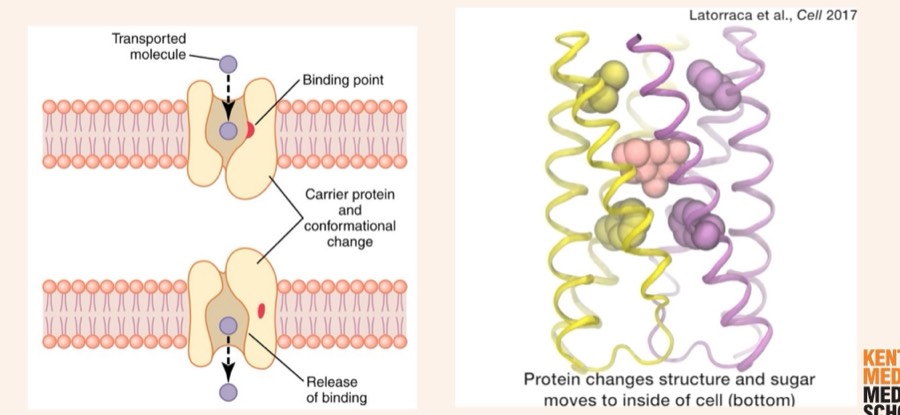 Latorraca et al., Cell 2017
Transported
molecule
Binding point
Carrier protein
and
conformational
change
Release
of binding
Protein changes structure and sugar
moves to inside of cell (bottom)
MED